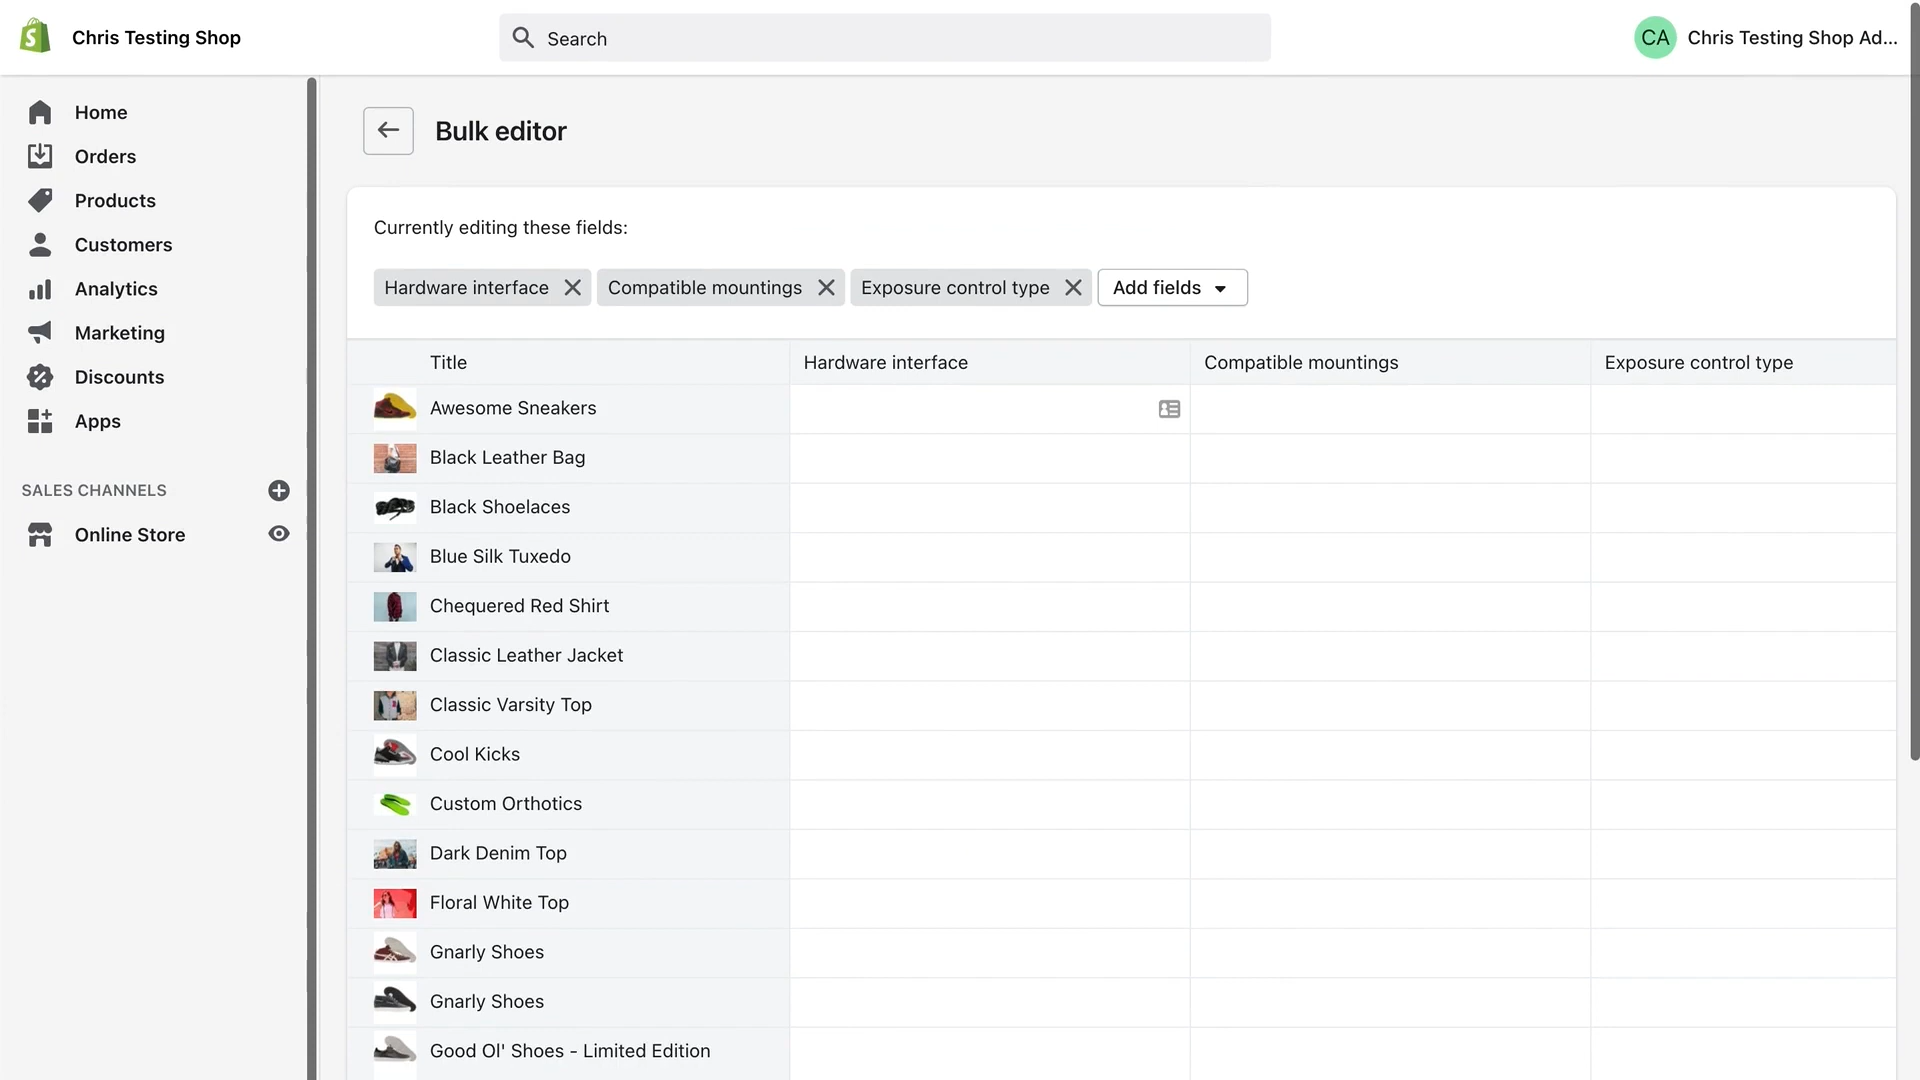 Chris Testing Shop
Search
CA Chris Testing Shop Ad...
Home
Orders
Products
Customers
Analytics
Marketing
Discounts
Apps
SALES CHANNELS
Online Store
Bulk editor
Currently editing these fields:
Hardware interface Compatible mountings Exposure control type Add fields
Title Hardware interface Compatible mountings Exposure control type
Awesome Sneakers
Black Leather Bag
Black Shoelaces
Blue Silk Tuxedo
Chequered Red Shirt
Classic Leather Jacket
Classic Varsity Top
Cool Kicks
Custom Orthotics
Dark Denim Top
Floral White Top
Gnarly Shoes
Gnarly Shoes
Good Ol' Shoes - Limited Edition